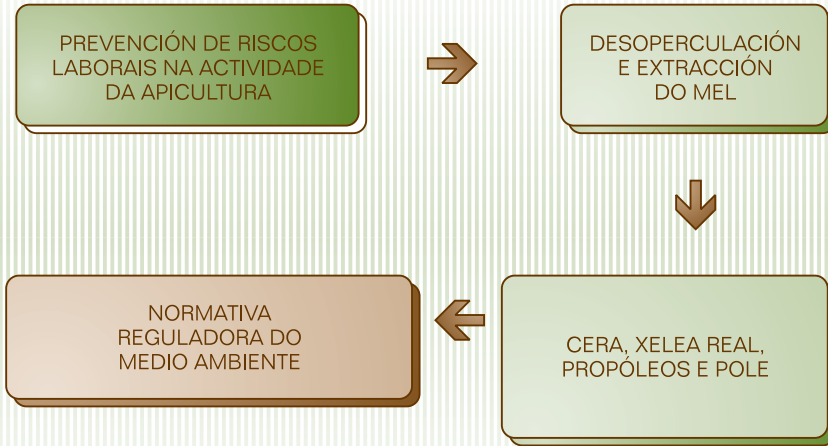 PREVENCIÓN DE RISCOS
LABORAIS NA ACTIVIDADE
DA APICULTURA
DESOPERCULACIÓN
E EXTRACCIÓN
DO MEL
CERA, XELEA REAL,
PROPÓLEOS E POLE
NORMATIVA
REGULADORA DO
MEDIO AMBIENTE